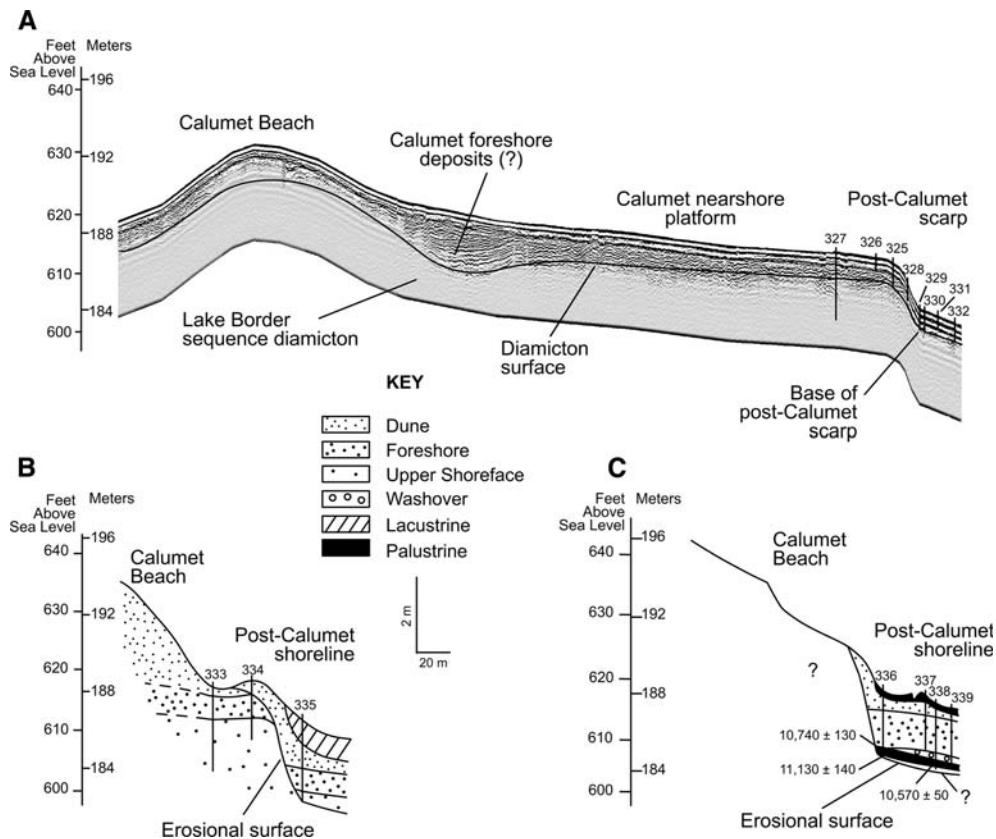 A
Feet
Above
Sea Level
Meters
196
640
630
192
620
188
610
184
600
Calumet Beach
Calumet foreshore
deposits (?)
Calumet nearshore
platform
Post-Calumet
scarp
327
326
325
328
329
331
330
332
Lake Border
sequence diamicton
Diamicton
surface
Base of
post-Calumet
scarp
KEY
Dune
Foreshore
Upper Shoreface
Washover
Lacustrine
Palustrine
2 m
20 m
B
Feet
Above
Sea Level
Meters
196
640
630
192
620
188
610
184
600
Calumet
Beach
Post-Calumet
shoreline
333
334
335
Erosional surface
C
Feet
Above
Sea Level
Meters
196
640
630
192
620
188
610
184
600
Calumet
Beach
Post-Calumet
shoreline
?
336
337
338
339
10,740 ± 130
11,130 ± 140
10,570 ± 50
?
Erosional surface